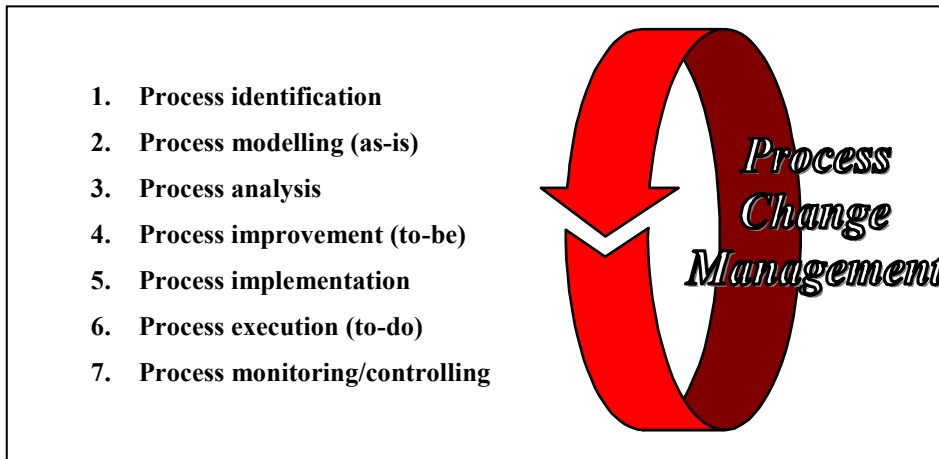 1. Process identification
2. Process modelling (as-is)
3. Process analysis
4. Process improvement (to-be)
5. Process implementation
6. Process execution (to-do)
7. Process monitoring/controlling
Process
Change
Management